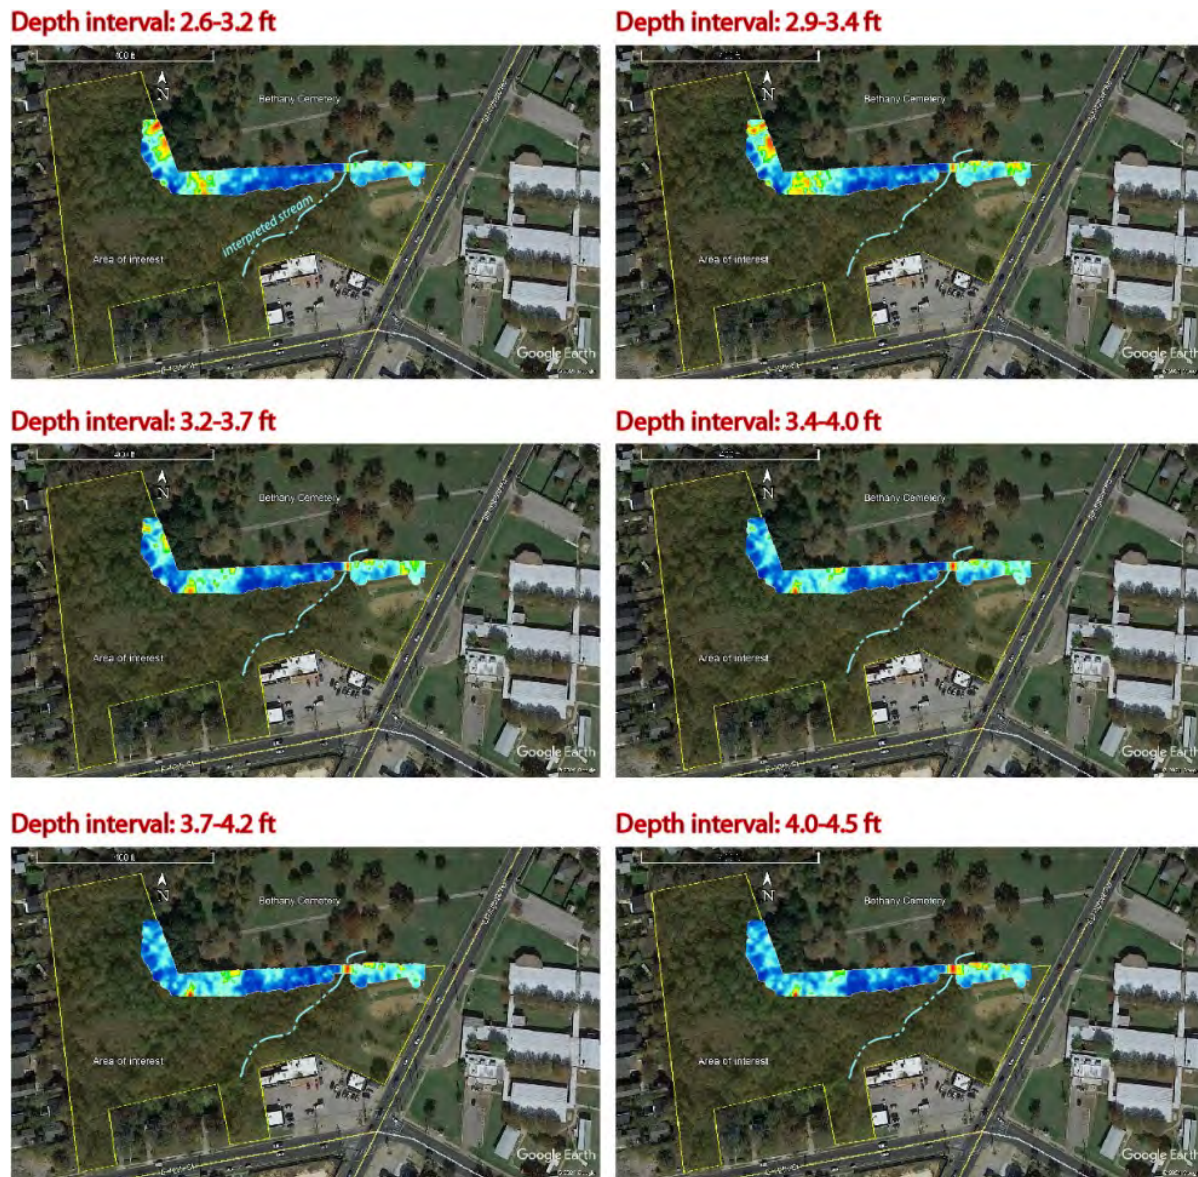 Depth interval: 2.6-3.2 ft
Depth interval: 2.9-3.4 ft
N
Bethany Cemetery
interpreted stream
Area of interest
Google Earth
N
Bethany Cemetery
Area of interest
Google Earth
Depth interval: 3.2-3.7 ft
Depth interval: 3.4-4.0 ft
N
Bethany Cemetery
Area of interest
Google Earth
N
Bethany Cemetery
Area of interest
Google Earth
Depth interval: 3.7-4.2 ft
Depth interval: 4.0-4.5 ft
N
Bethany Cemetery
Area of interest
Google Earth
N
Bethany Cemetery
Area of interest
Google Earth